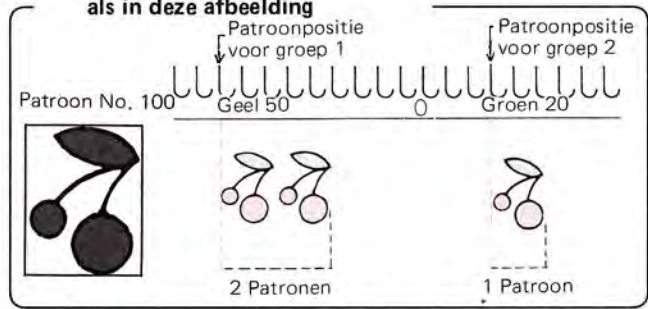 als in deze afbeelding
Patroonpositie
voor groep 1
Patroonpositie
voor groep 2
Patroon No. 100
Geel 50
0
Groen 20
2 Patronen
1 Patroon